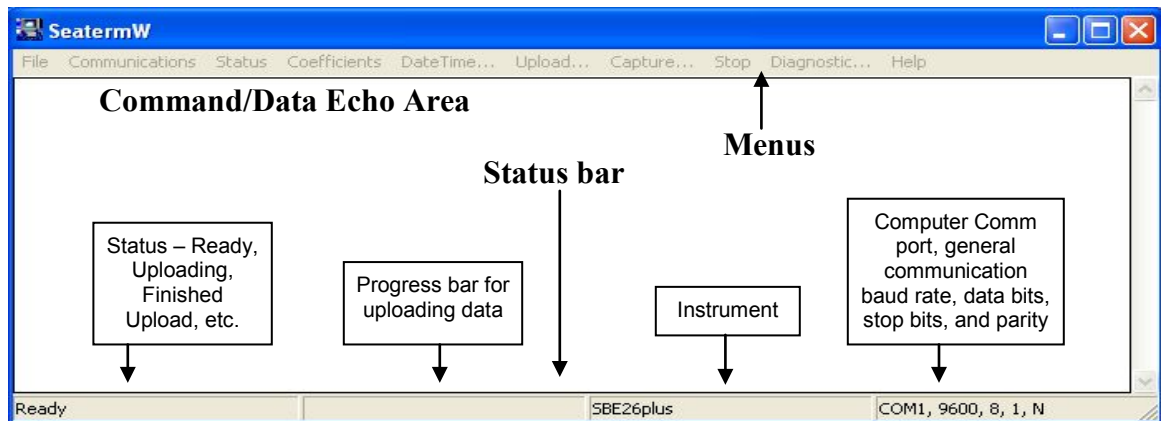 SeatermW
File Communications Status Coefficients DateTime... Upload... Capture... Stop Diagnostic... Help
Command/Data Echo Area
Menus
Status bar
Status – Ready,
Uploading,
Finished
Upload, etc.
Progress bar for
uploading data
Instrument
Computer Comm
port, general
communication
baud rate, data bits,
stop bits, and parity
Ready
SBE26plus
COM1, 9600, 8, 1, N